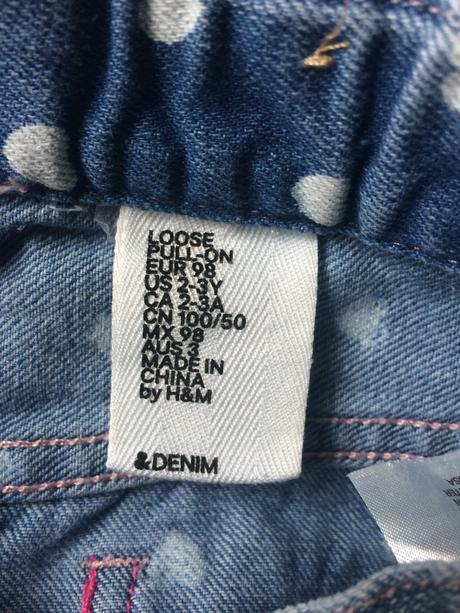 LOOSE
PULL-ON
EUR 98
US 2-3Y
CA 2-3A
CN 100/50
MX 98
AUS 3
MADE IN
CHINA
by H&M
&DENIM